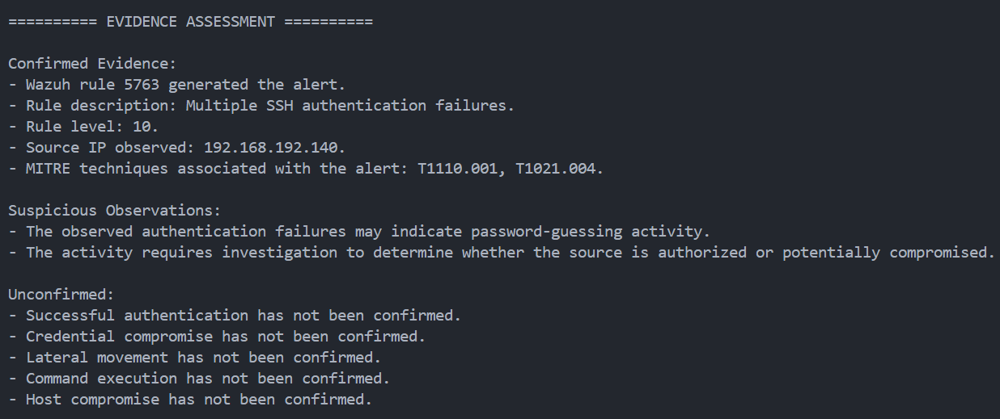 ========== EVIDENCE ASSESSMENT ==========
Confirmed Evidence:
- Wazuh rule 5763 generated the alert.
- Rule description: Multiple SSH authentication failures.
- Rule level: 10.
- Source IP observed: 192.168.192.140.
- MITRE techniques associated with the alert: T1110.001, T1021.004.
Suspicious Observations:
- The observed authentication failures may indicate password-guessing activity.
- The activity requires investigation to determine whether the source is authorized or potentially compromised.
Unconfirmed:
- Successful authentication has not been confirmed.
- Credential compromise has not been confirmed.
- Lateral movement has not been confirmed.
- Command execution has not been confirmed.
- Host compromise has not been confirmed.